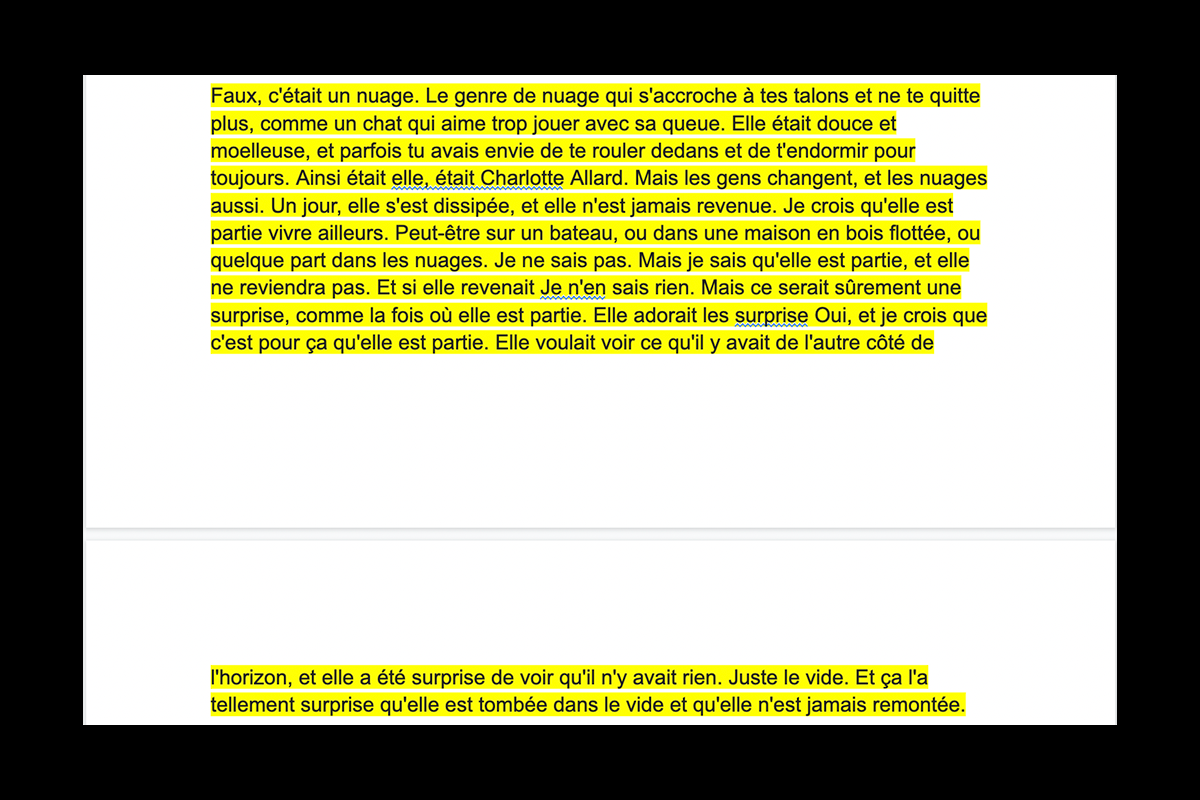 Faux, c'était un nuage. Le genre de nuage qui s'accroche à tes talons et ne te quitte
plus, comme un chat qui aime trop jouer avec sa queue. Elle était douce et
moelleuse, et parfois tu avais envie de te rouler dedans et de t'endormir pour
toujours. Ainsi était elle, était Charlotte Allard. Mais les gens changent, et les nuages
aussi. Un jour, elle s'est dissipée, et elle n'est jamais revenue. Je crois qu'elle est
partie vivre ailleurs. Peut-être sur un bateau, ou dans une maison en bois flottée, ou
quelque part dans les nuages. Je ne sais pas. Mais je sais qu'elle est partie, et elle
ne reviendra pas. Et si elle revenait Je n'en sais rien. Mais ce serait sûrement une
surprise, comme la fois où elle est partie. Elle adorait les surprise Oui, et je crois que
c'est pour ça qu'elle est partie. Elle voulait voir ce qu'il y avait de l'autre côté de
l'horizon, et elle a été surprise de voir qu'il n'y avait rien. Juste le vide. Et ça l'a
tellement surprise qu'elle est tombée dans le vide et qu'elle n'est jamais remontée.